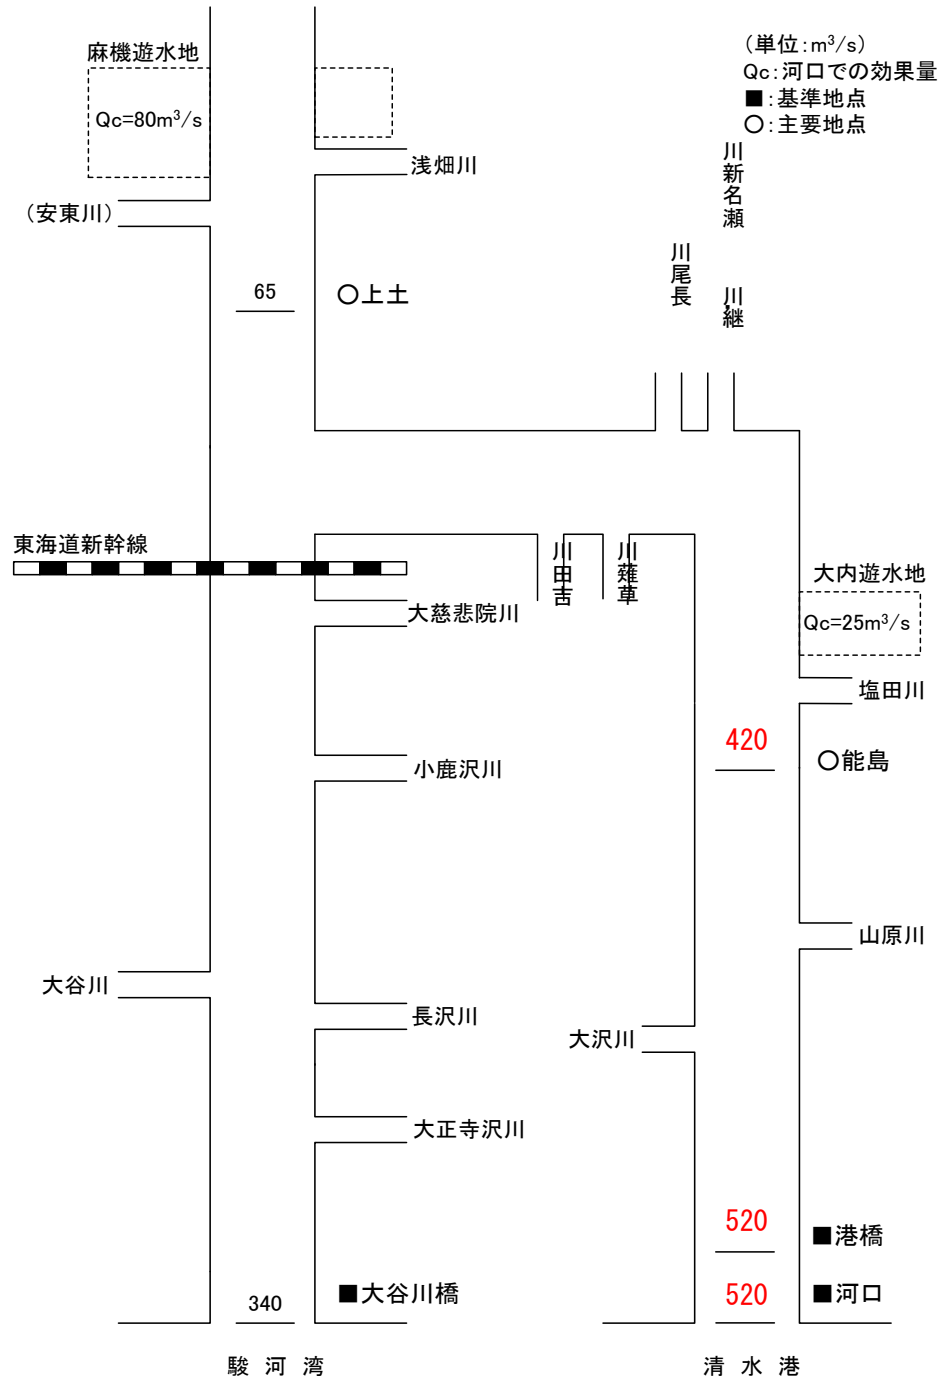 麻機遊水地
Qc=80m³/s
(単位:m³/s)
Qc:河口での効果量
■:基準地点
○:主要地点
浅畑川
(安東川)
川新名瀬
川尾長
川継
65
○上土
東海道新幹線
川田吉
川薙草
大内遊水地
Qc=25m³/s
大慈悲院川
塩田川
420
○能島
小鹿沢川
山原川
大谷川
長沢川
大沢川
大正寺沢川
520
■港橋
340
■大谷川橋
520
■河口
駿河湾
清水港